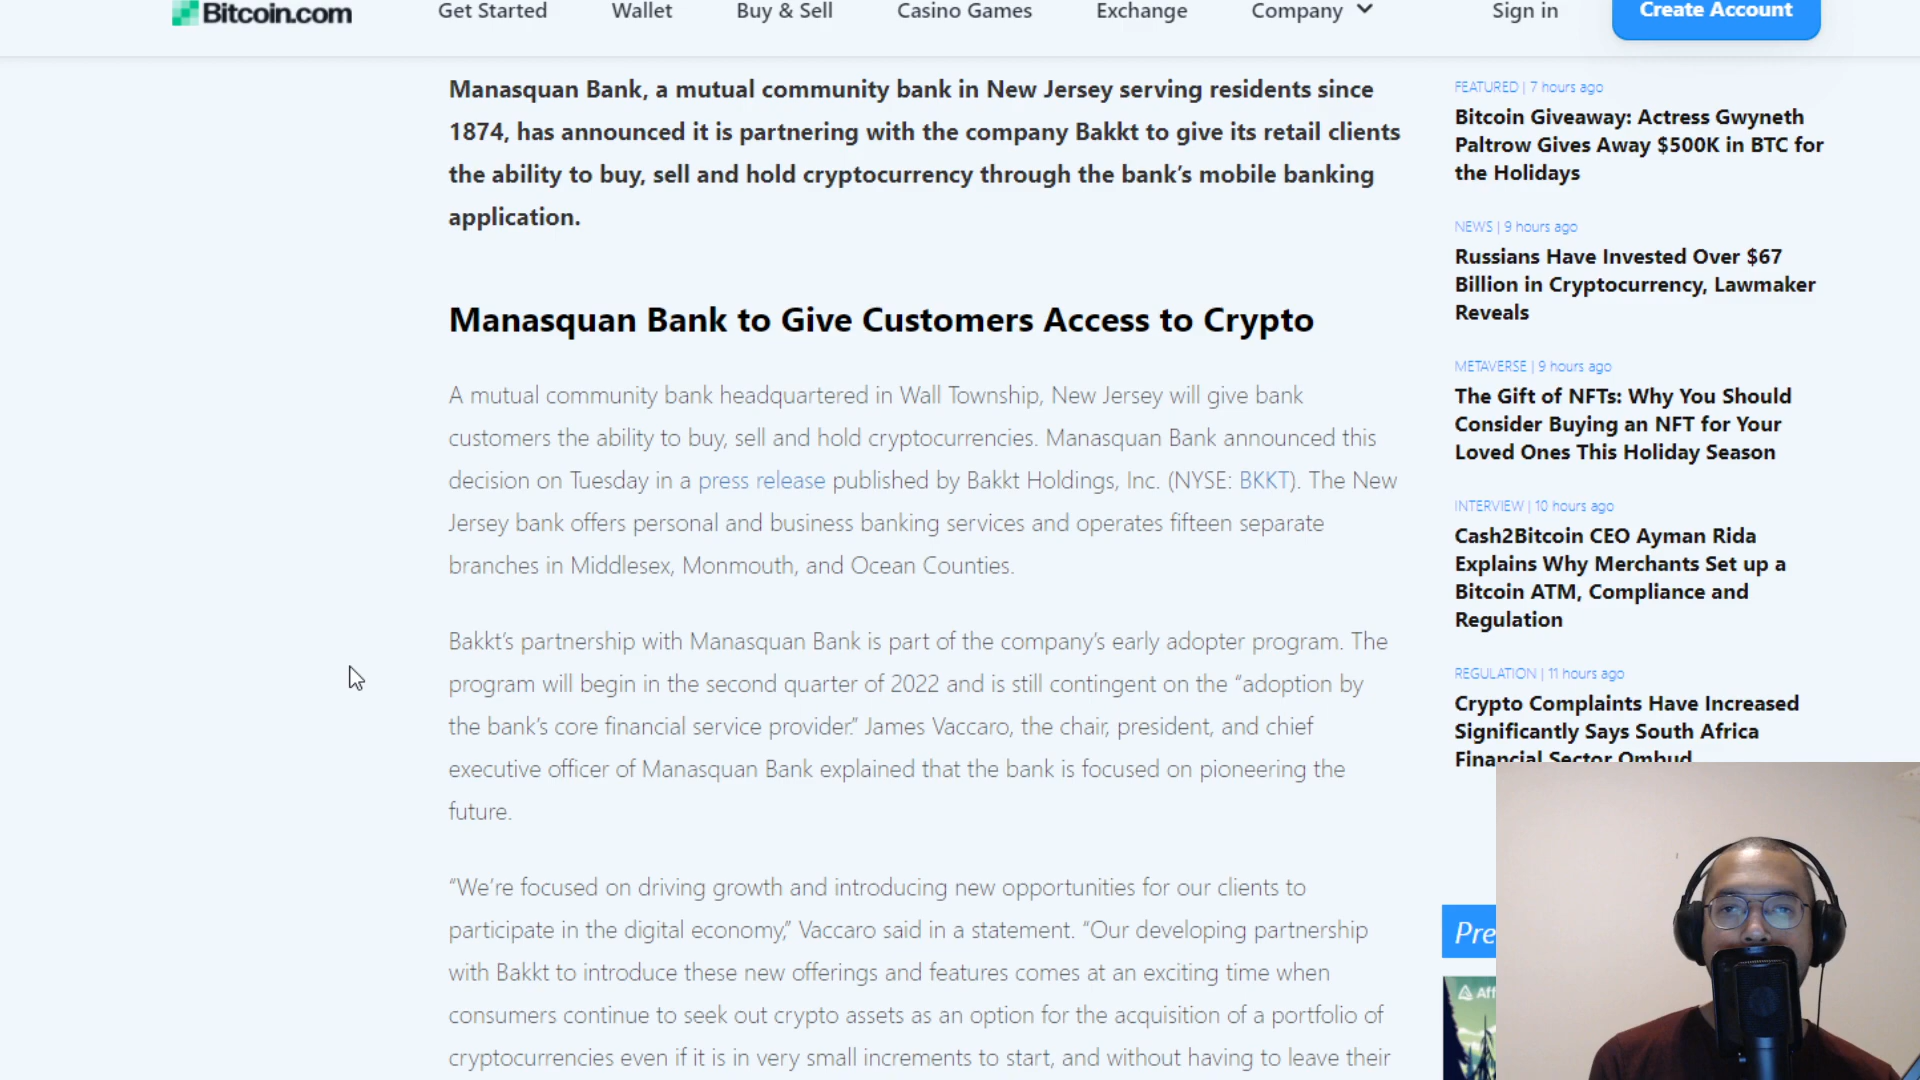 Bitcoin.com
Get Started
Wallet
Buy & Sell
Casino Games
Exchange
Company
Sign in
Create Account
Manasquan Bank, a mutual community bank in New Jersey serving residents since
1874, has announced it is partnering with the company Bakkt to give its retail clients
the ability to buy, sell and hold cryptocurrency through the bank’s mobile banking
application.
Manasquan Bank to Give Customers Access to Crypto
A mutual community bank headquartered in Wall Township, New Jersey will give bank
customers the ability to buy, sell and hold cryptocurrencies. Manasquan Bank announced this
decision on Tuesday in a press release published by Bakkt Holdings, Inc. (NYSE: BKKT). The New
Jersey bank offers personal and business banking services and operates fifteen separate
branches in Middlesex, Monmouth, and Ocean Counties.
Bakkt’s partnership with Manasquan Bank is part of the company’s early adopter program. The
program will begin in the second quarter of 2022 and is still contingent on the “adoption by
the bank’s core financial service provider.” James Vaccaro, the chair, president, and chief
executive officer of Manasquan Bank explained that the bank is focused on pioneering the
future.
“We’re focused on driving growth and introducing new opportunities for our clients to
participate in the digital economy,” Vaccaro said in a statement. “Our developing partnership
with Bakkt to introduce these new offerings and features comes at an exciting time when
consumers continue to seek out crypto assets as an option for the acquisition of a portfolio of
cryptocurrencies even if it is in very small increments to start, and without having to leave their
FEATURED | 7 hours ago
Bitcoin Giveaway: Actress Gwyneth
Paltrow Gives Away $500K in BTC for
the Holidays
NEWS | 9 hours ago
Russians Have Invested Over $67
Billion in Cryptocurrency, Lawmaker
Reveals
METAVERSE | 9 hours ago
The Gift of NFTs: Why You Should
Consider Buying an NFT for Your
Loved Ones This Holiday Season
INTERVIEW | 10 hours ago
Cash2Bitcoin CEO Ayman Rida
Explains Why Merchants Set up a
Bitcoin ATM, Compliance and
Regulation
REGULATION | 11 hours ago
Crypto Complaints Have Increased
Significantly Says South Africa
Financial Sector Ombud
Pre
Aff